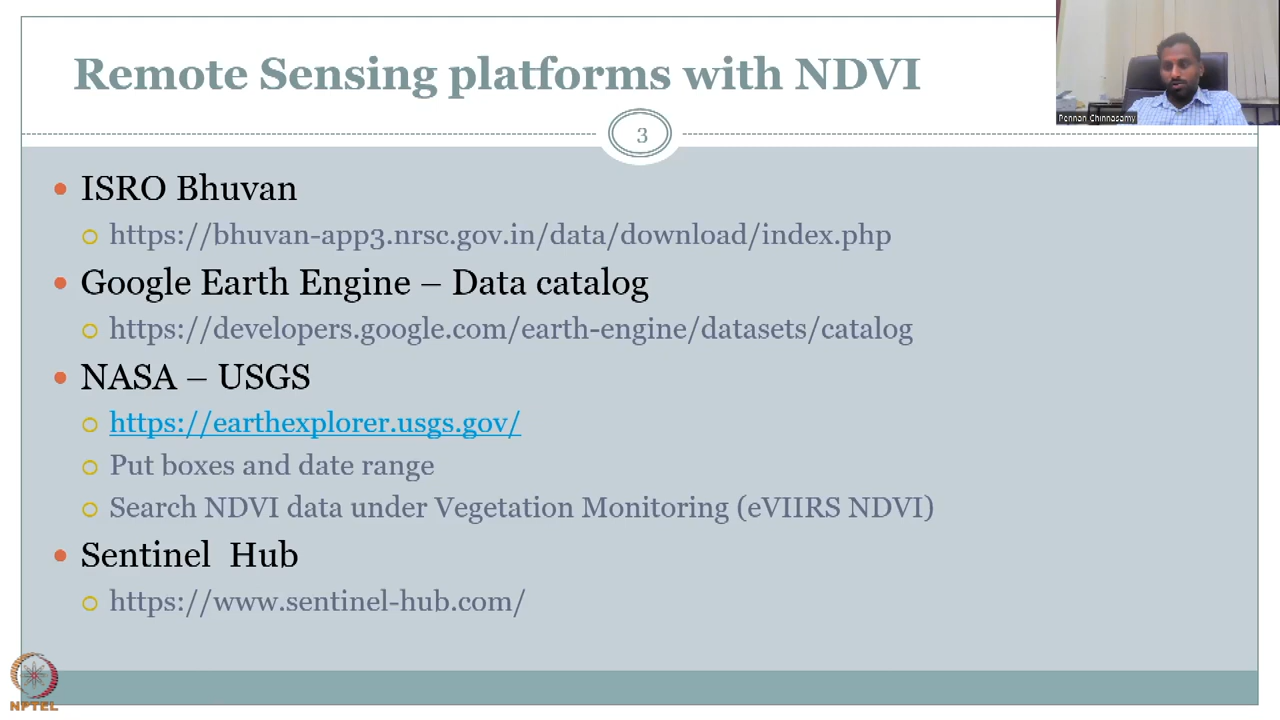 Remote Sensing platforms with NDVI
Pennan Chinnasamy
3
ISRO Bhuvan
https://bhuvan-app3.nrsc.gov.in/data/download/index.php
Google Earth Engine – Data catalog
https://developers.google.com/earth-engine/datasets/catalog
NASA – USGS
https://earthexplorer.usgs.gov/
Put boxes and date range
Search NDVI data under Vegetation Monitoring (eVIIRS NDVI)
Sentinel Hub
https://www.sentinel-hub.com/
NPTEL